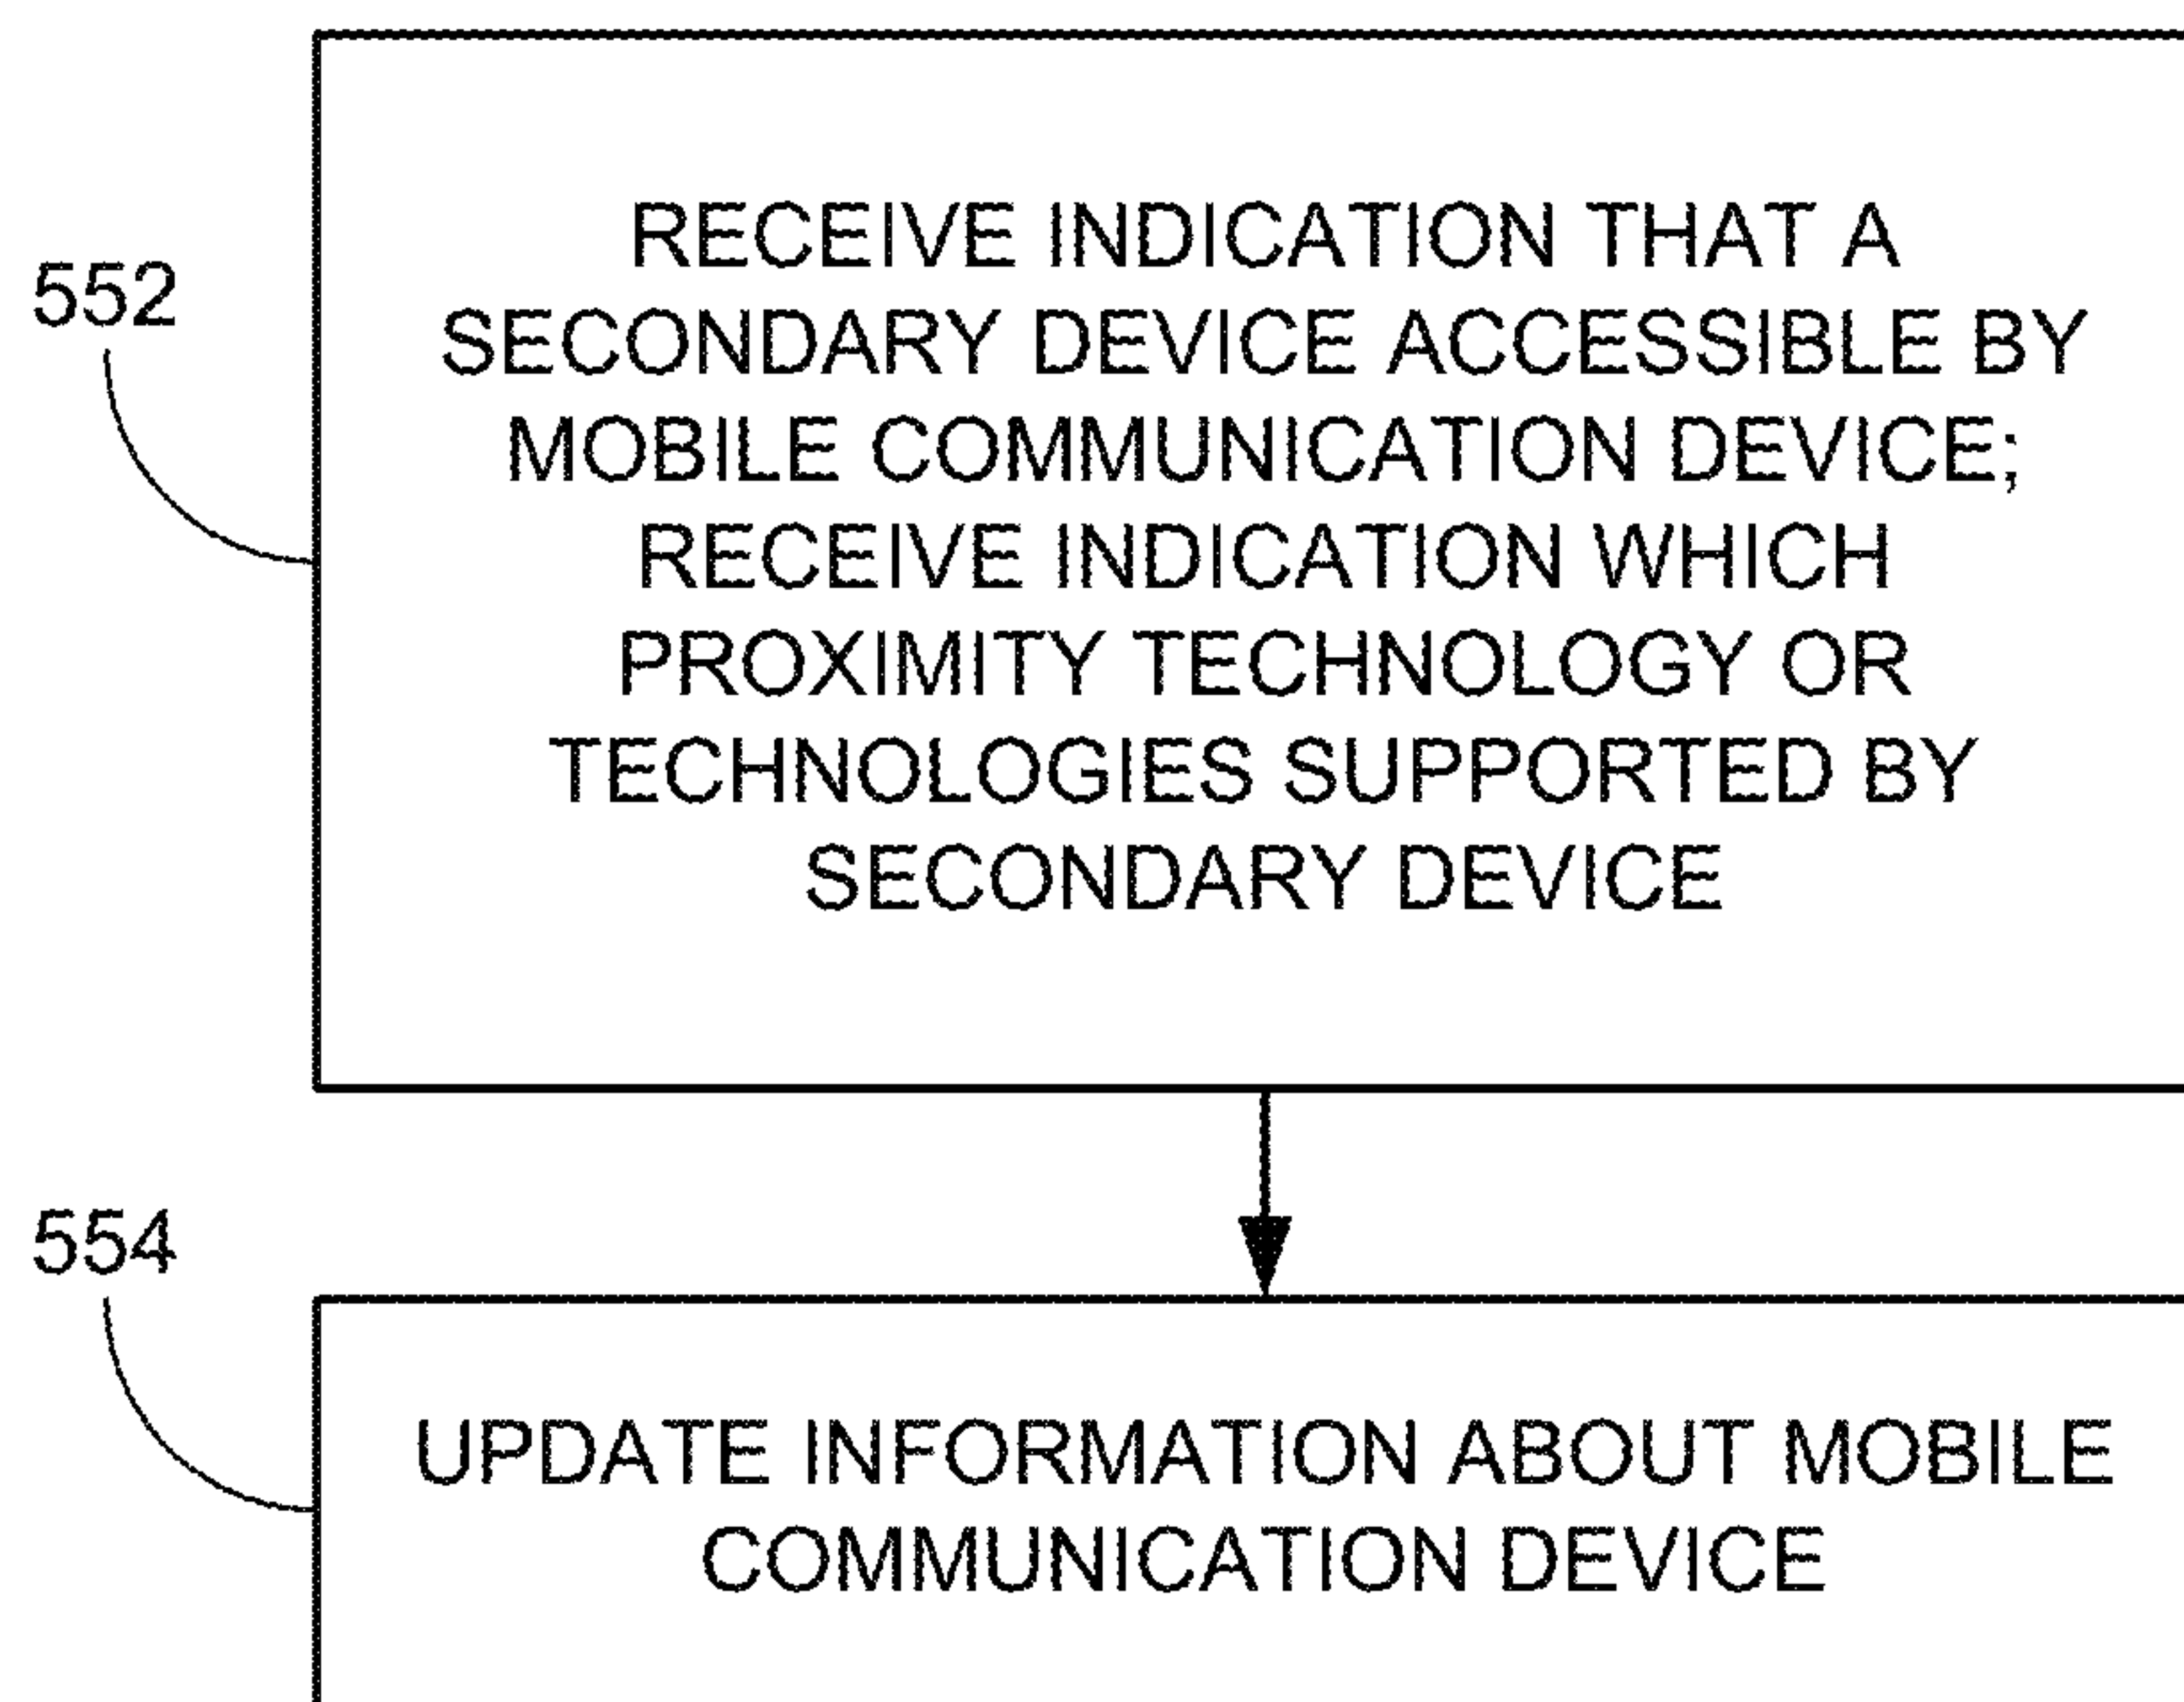 RECEIVE INDICATION THAT A
SECONDARY DEVICE ACCESSIBLE BY
MOBILE COMMUNICATION DEVICE;
RECEIVE INDICATION WHICH
PROXIMITY TECHNOLOGY OR
TECHNOLOGIES SUPPORTED BY
SECONDARY DEVICE
552
UPDATE INFORMATION ABOUT MOBILE
COMMUNICATION DEVICE
554